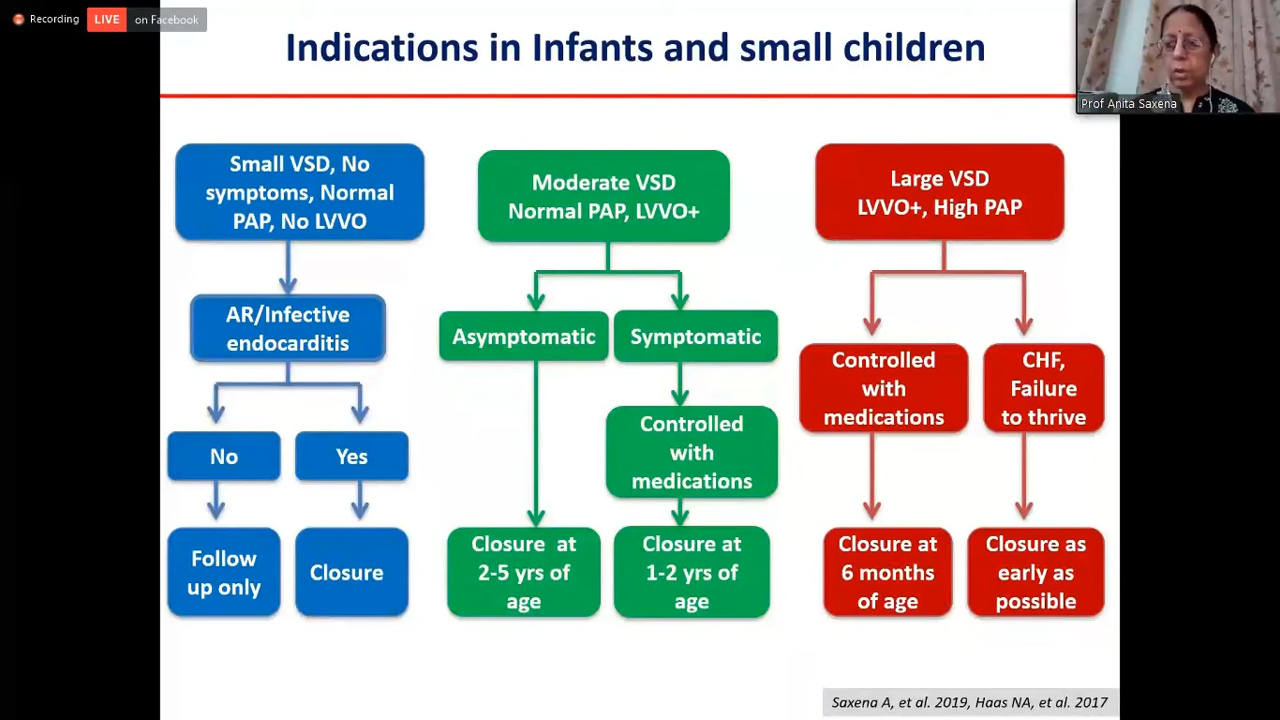 Recording
LIVE on Facebook
Indications in Infants and small children
Prof Anita Saxena
Small VSD, No
symptoms, Normal
PAP, No LVVO
AR/Infective
endocarditis
No
Yes
Follow
up only
Closure
Moderate VSD
Normal PAP, LVVO+
Asymptomatic
Symptomatic
Controlled
with
medications
Closure at
2-5 yrs of
age
Closure at
1-2 yrs of
age
Large VSD
LVVO+, High PAP
Controlled
with
medications
CHF,
Failure
to thrive
Closure at
6 months
of age
Closure as
early as
possible
Saxena A, et al. 2019, Haas NA, et al. 2017